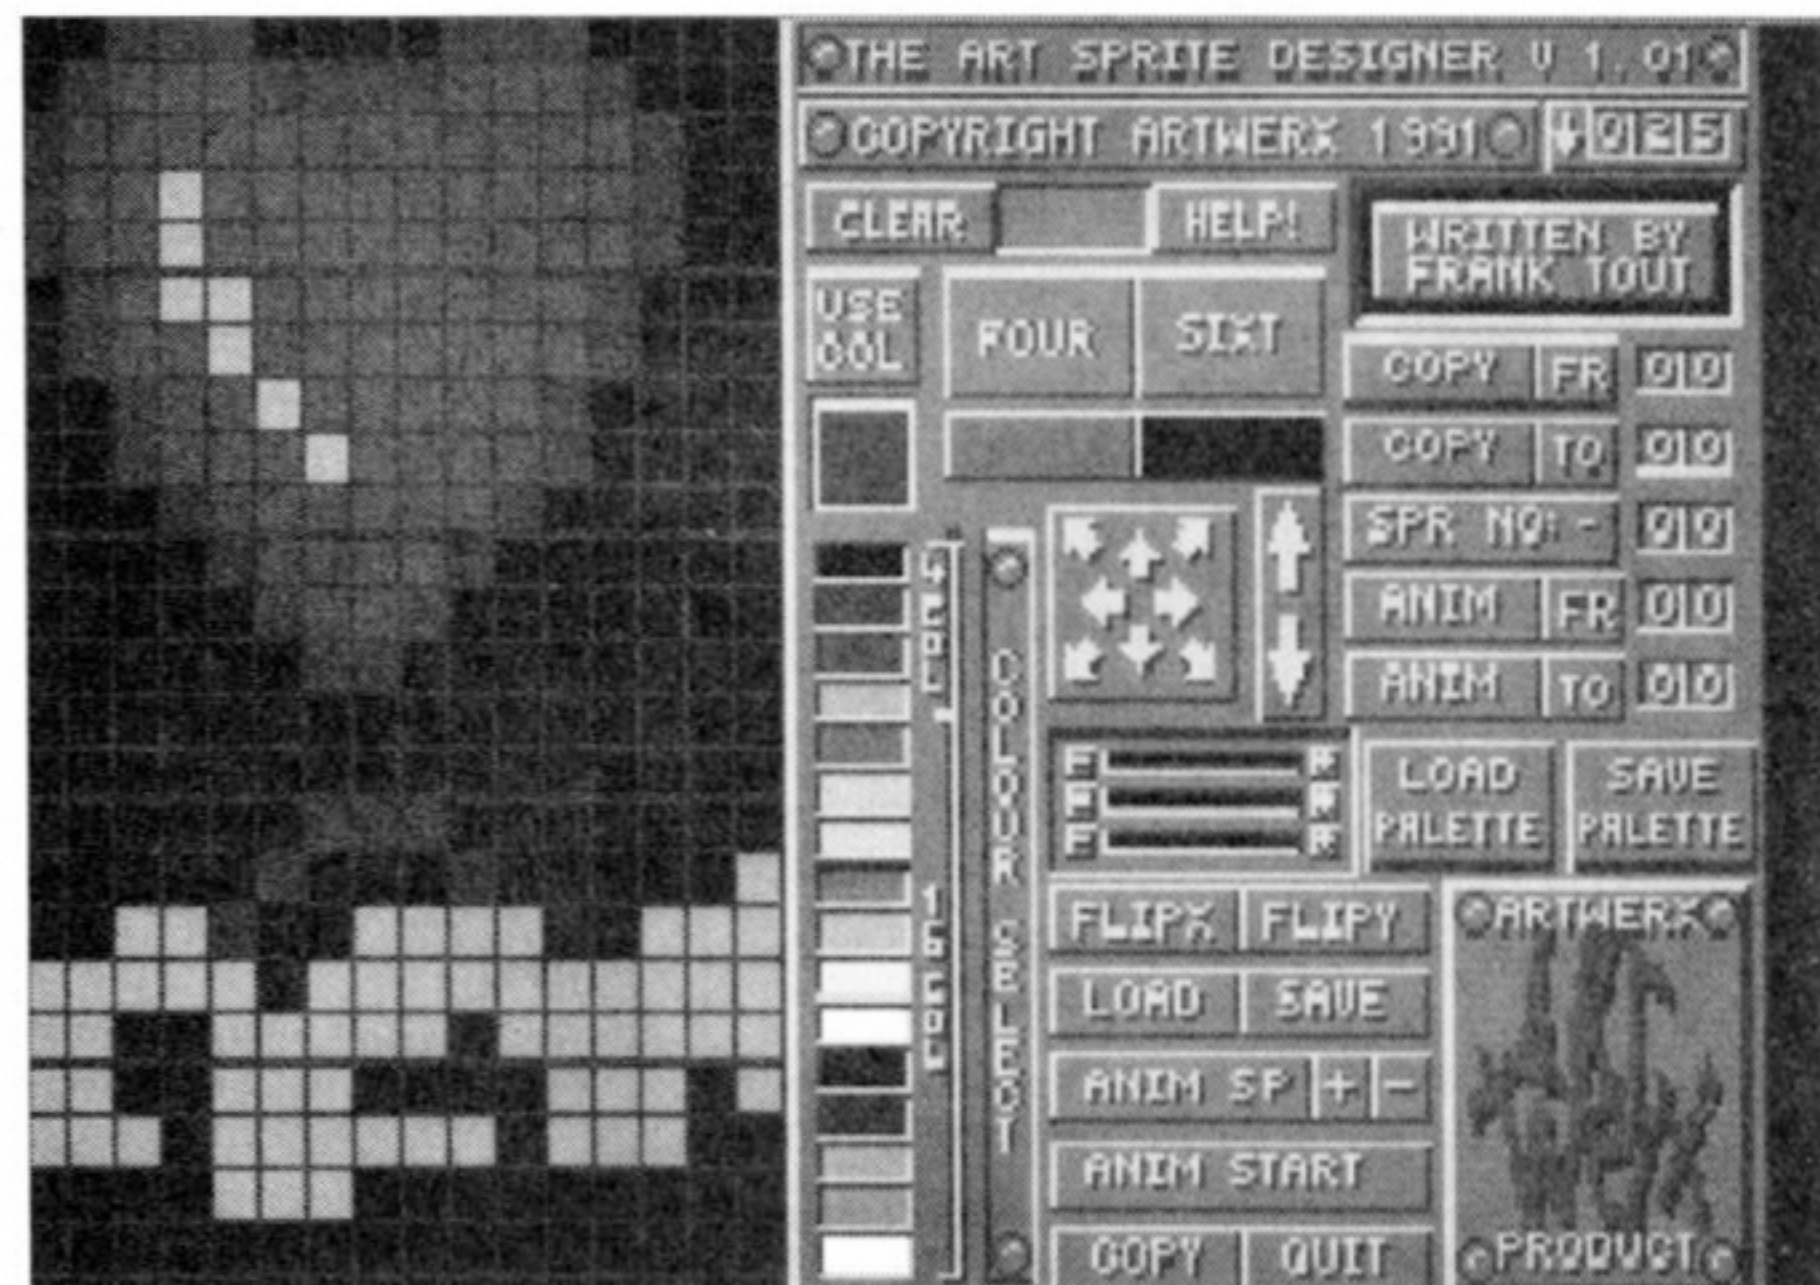 THE ART SPRITE DESIGNER V 1.01
COPYRIGHT ARTWERX 1991 025
CLEAR HELP!
WRITTEN BY
FRANK TOUT
USE
COL
FOUR SIXT
COPY FR 00
COPY TO 00
SPR NO: - 00
ANIM FR 00
ANIM TO 00
4 COL
16 COL
COLOUR SELECT
F R
F R
F R
LOAD
PALETTE
SAVE
PALETTE
FLIPX FLIPY
LOAD SAVE
ANIM SP + -
ANIM START
COPY QUIT
ARTWERX
PRODUCT